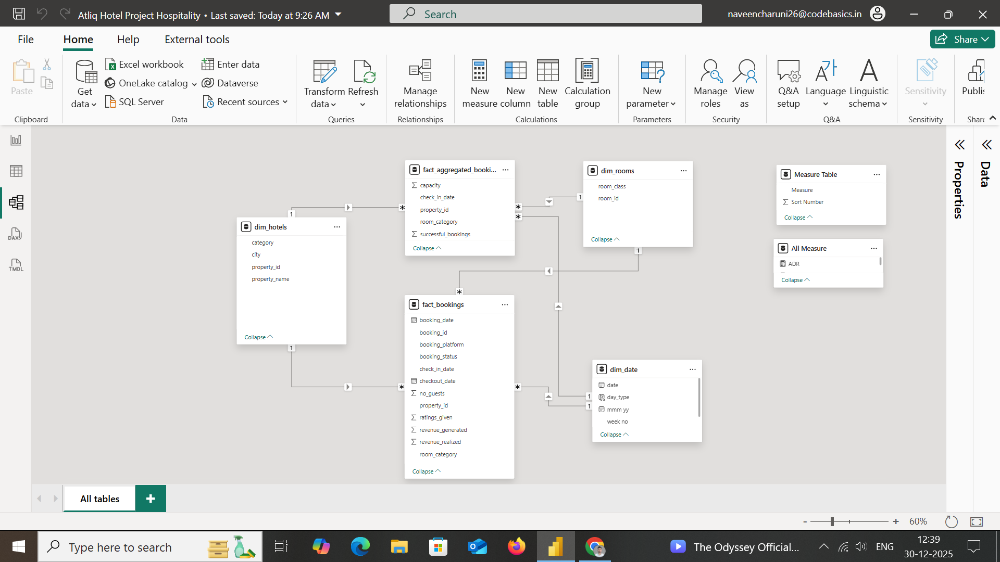 Atliq Hotel Project Hospitality • Last saved: Today at 9:26 AM
Search
naveencharuni26@codebasics.in
File
Home
Help
External tools
Share
Paste
Clipboard
Get data
Excel workbook
OneLake catalog
SQL Server
Enter data
Dataverse
Recent sources
Data
Transform data
Refresh
Queries
Manage relationships
Relationships
New measure
New column
New table
Calculation group
Calculations
New parameter
Parameters
Manage roles
View as
Security
Q&A setup
Language
Linguistic schema
Q&A
Sensitivity
Sensitivity
Publis
Share
DAX
TMDL
fact_aggregated_booki...
capacity
check_in_date
property_id
room_category
successful_bookings
Collapse
dim_rooms
room_class
room_id
Collapse
Measure Table
Measure
Sort Number
Collapse
All Measure
ADR
Collapse
dim_hotels
category
city
property_id
property_name
Collapse
fact_bookings
booking_date
booking_id
booking_platform
booking_status
check_in_date
checkout_date
no_guests
property_id
ratings_given
revenue_generated
revenue_realized
room_category
Collapse
dim_date
date
day_type
mmm yy
week no
Collapse
1
*
1
*
*
1
*
1
*
*
1
1
Properties
Data
All tables
+
- + 60%
Type here to search
The Odyssey Official...
ENG
12:39
30-12-2025